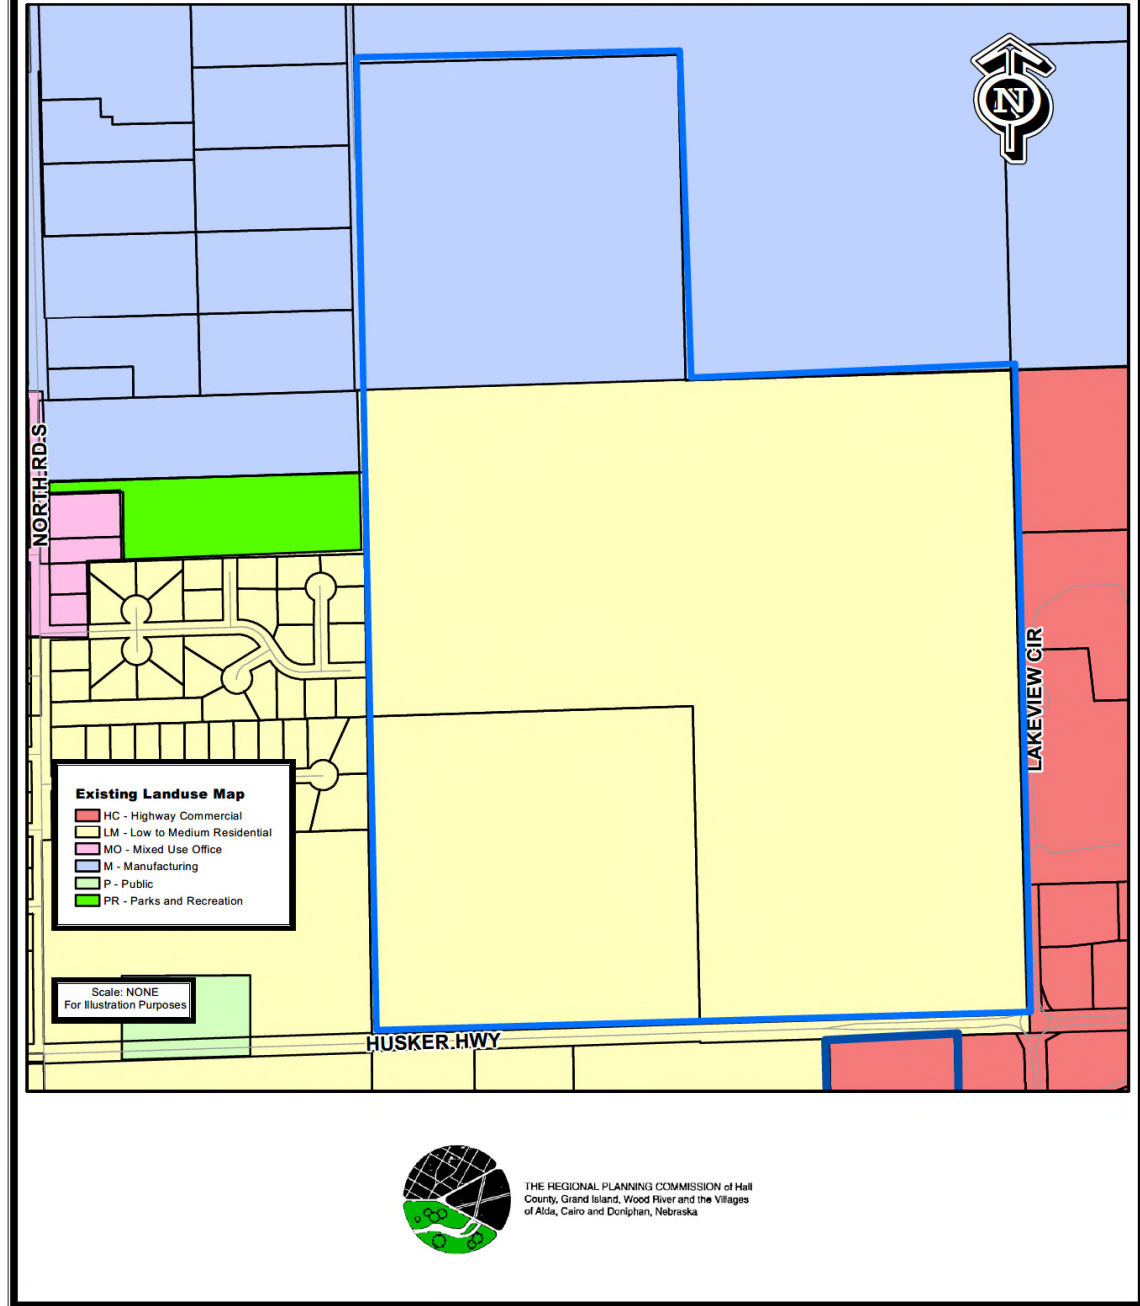 N
NORTH RD S
LAKEVIEW CIR
Existing Landuse Map
HC - Highway Commercial
LM - Low to Medium Residential
MO - Mixed Use Office
M - Manufacturing
P - Public
PR - Parks and Recreation
Scale: NONE
For Illustration Purposes
HUSKER HWY
THE REGIONAL PLANNING COMMISSION of Hall
County, Grand Island, Wood River and the Villages
of Alda, Cairo and Doniphan, Nebraska